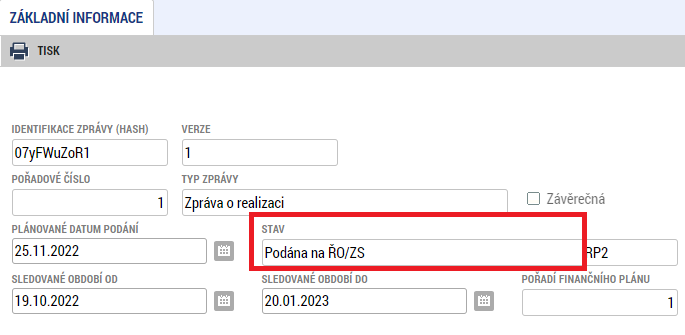 ZÁKLADNÍ INFORMACE
TISK
IDENTIFIKACE ZPRÁVY (HASH) VERZE
07yFWuZoR1 1
POŘADOVÉ ČÍSLO TYP ZPRÁVY
1 Zpráva o realizaci Závěrečná
PLÁNOVANÉ DATUM PODÁNÍ STAV
25.11.2022 Podána na ŘO/ZS RP2
SLEDOVANÉ OBDOBÍ OD SLEDOVANÉ OBDOBÍ DO POŘADÍ FINANČNÍHO PLÁNU
19.10.2022 20.01.2023 1